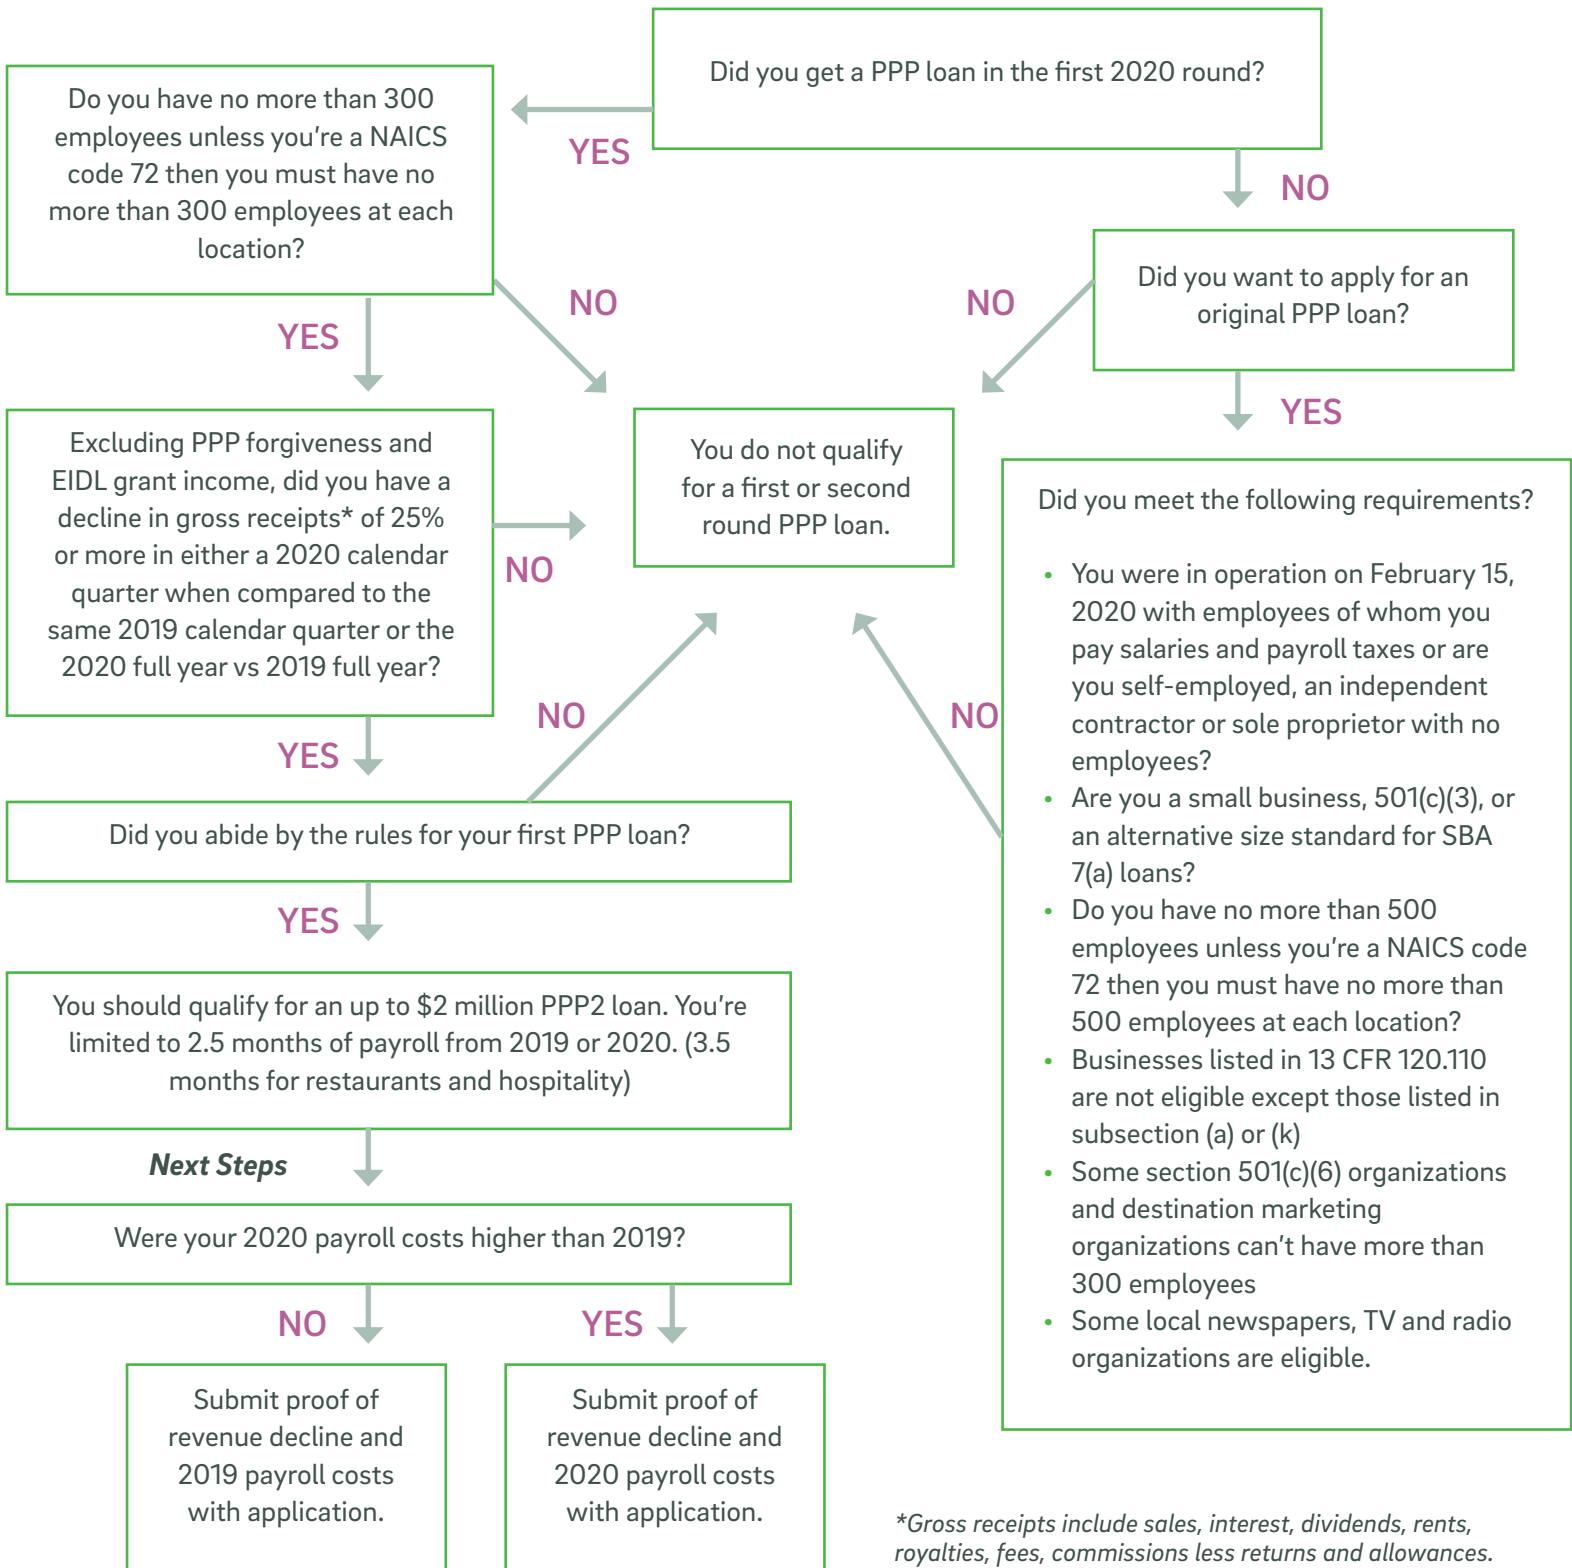 Did you get a PPP loan in the first 2020 round?
YES
NO
Do you have no more than 300
employees unless you're a NAICS
code 72 then you must have no
more than 300 employees at each
location?
NO
YES
Did you want to apply for an
original PPP loan?
NO
YES
Excluding PPP forgiveness and
EIDL grant income, did you have a
decline in gross receipts* of 25%
or more in either a 2020 calendar
quarter when compared to the
same 2019 calendar quarter or the
2020 full year vs 2019 full year?
NO
YES
You do not qualify
for a first or second
round PPP loan.
Did you meet the following requirements?
• You were in operation on February 15,
2020 with employees of whom you
pay salaries and payroll taxes or are
you self-employed, an independent
contractor or sole proprietor with no
employees?
• Are you a small business, 501(c)(3), or
an alternative size standard for SBA
7(a) loans?
• Do you have no more than 500
employees unless you're a NAICS code
72 then you must have no more than
500 employees at each location?
• Businesses listed in 13 CFR 120.110
are not eligible except those listed in
subsection (a) or (k)
• Some section 501(c)(6) organizations
and destination marketing
organizations can't have more than
300 employees
• Some local newspapers, TV and radio
organizations are eligible.
NO
NO
Did you abide by the rules for your first PPP loan?
YES
You should qualify for an up to $2 million PPP2 loan. You're
limited to 2.5 months of payroll from 2019 or 2020. (3.5
months for restaurants and hospitality)
Next Steps
Were your 2020 payroll costs higher than 2019?
NO
YES
Submit proof of
revenue decline and
2019 payroll costs
with application.
Submit proof of
revenue decline and
2020 payroll costs
with application.
*Gross receipts include sales, interest, dividends, rents,
royalties, fees, commissions less returns and allowances.